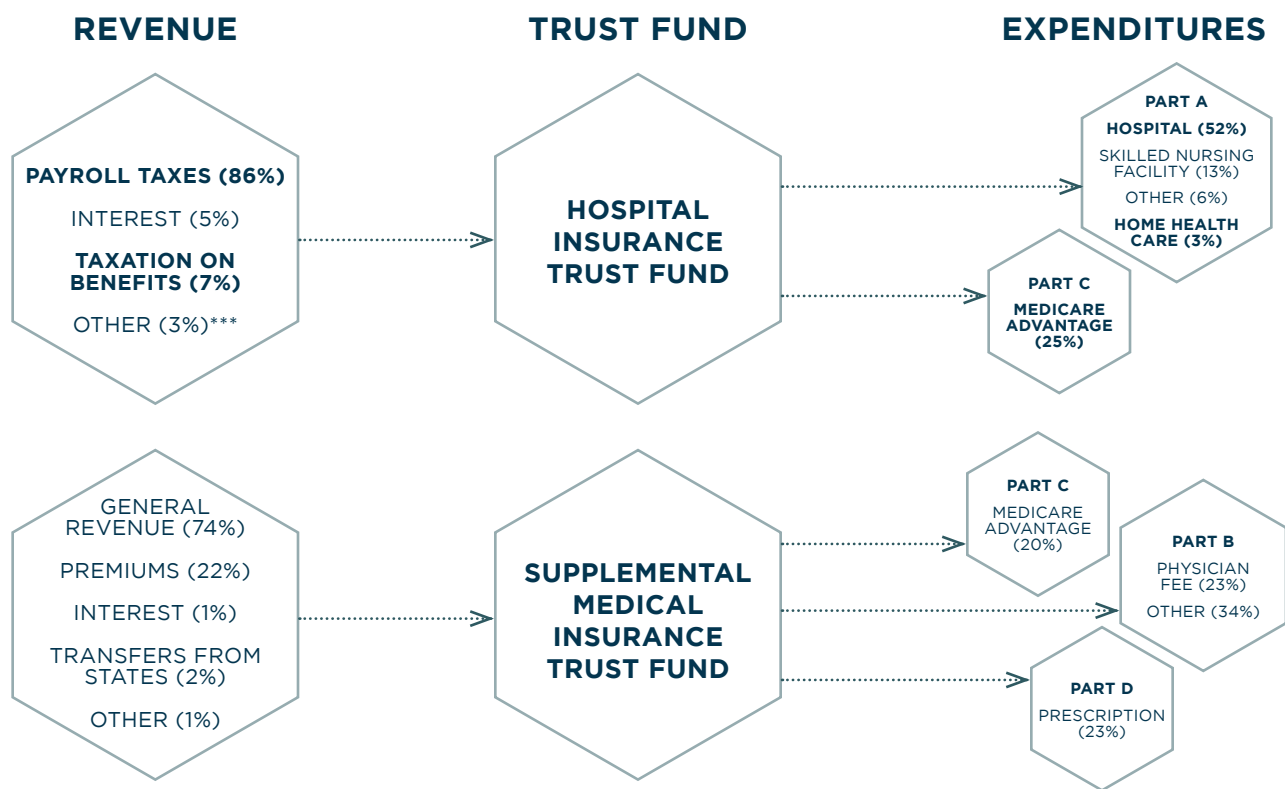 REVENUE
TRUST FUND
EXPENDITURES
PAYROLL TAXES (86%)
INTEREST (5%)
TAXATION ON
BENEFITS (7%)
OTHER (3%)***
HOSPITAL
INSURANCE
TRUST FUND
PART A
HOSPITAL (52%)
SKILLED NURSING
FACILITY (13%)
OTHER (6%)
HOME HEALTH
CARE (3%)
PART C
MEDICARE
ADVANTAGE
(25%)
GENERAL
REVENUE (74%)
PREMIUMS (22%)
INTEREST (1%)
TRANSFERS FROM
STATES (2%)
OTHER (1%)
SUPPLEMENTAL
MEDICAL
INSURANCE
TRUST FUND
PART C
MEDICARE
ADVANTAGE
(20%)
PART B
PHYSICIAN
FEE (23%)
OTHER (34%)
PART D
PRESCRIPTION
(23%)